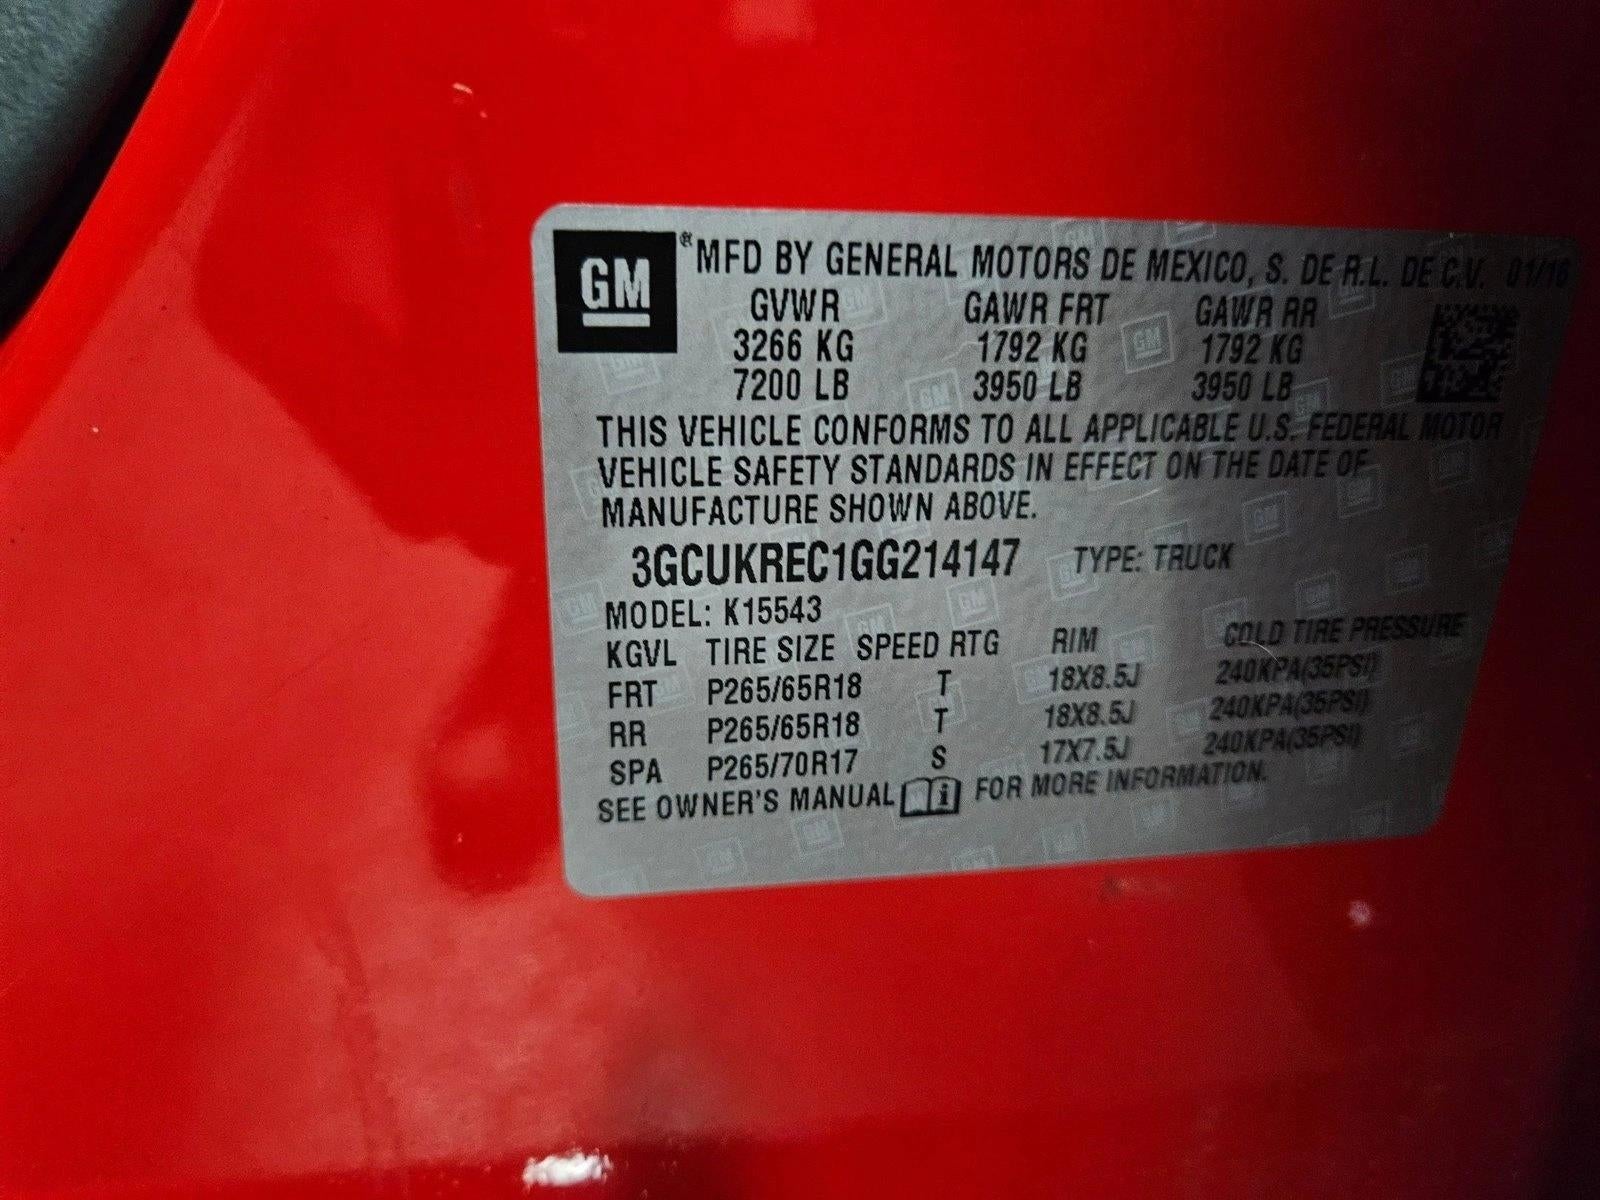 GM ® MFD BY GENERAL MOTORS DE MEXICO, S. DE R.L. DE C.V. 01/16
GVWR GAWR FRT GAWR RR
3266 KG 1792 KG 1792 KG
7200 LB 3950 LB 3950 LB
THIS VEHICLE CONFORMS TO ALL APPLICABLE U.S. FEDERAL MOTOR
VEHICLE SAFETY STANDARDS IN EFFECT ON THE DATE OF
MANUFACTURE SHOWN ABOVE.
3GCUKREC1GG214147 TYPE: TRUCK
MODEL: K15543
KGVL TIRE SIZE SPEED RTG RIM COLD TIRE PRESSURE
FRT P265/65R18 T 18X8.5J 240KPA(35PSI)
RR P265/65R18 T 18X8.5J 240KPA(35PSI)
SPA P265/70R17 S 17X7.5J 240KPA(35PSI)
SEE OWNER'S MANUAL FOR MORE INFORMATION.